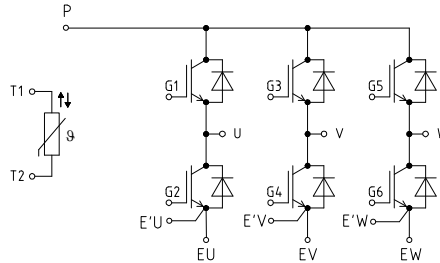 P
G1 G3 G5
T1
U V
ϑ
T2
G2 G4 G6
E'U E'V E'W
EU EV EW